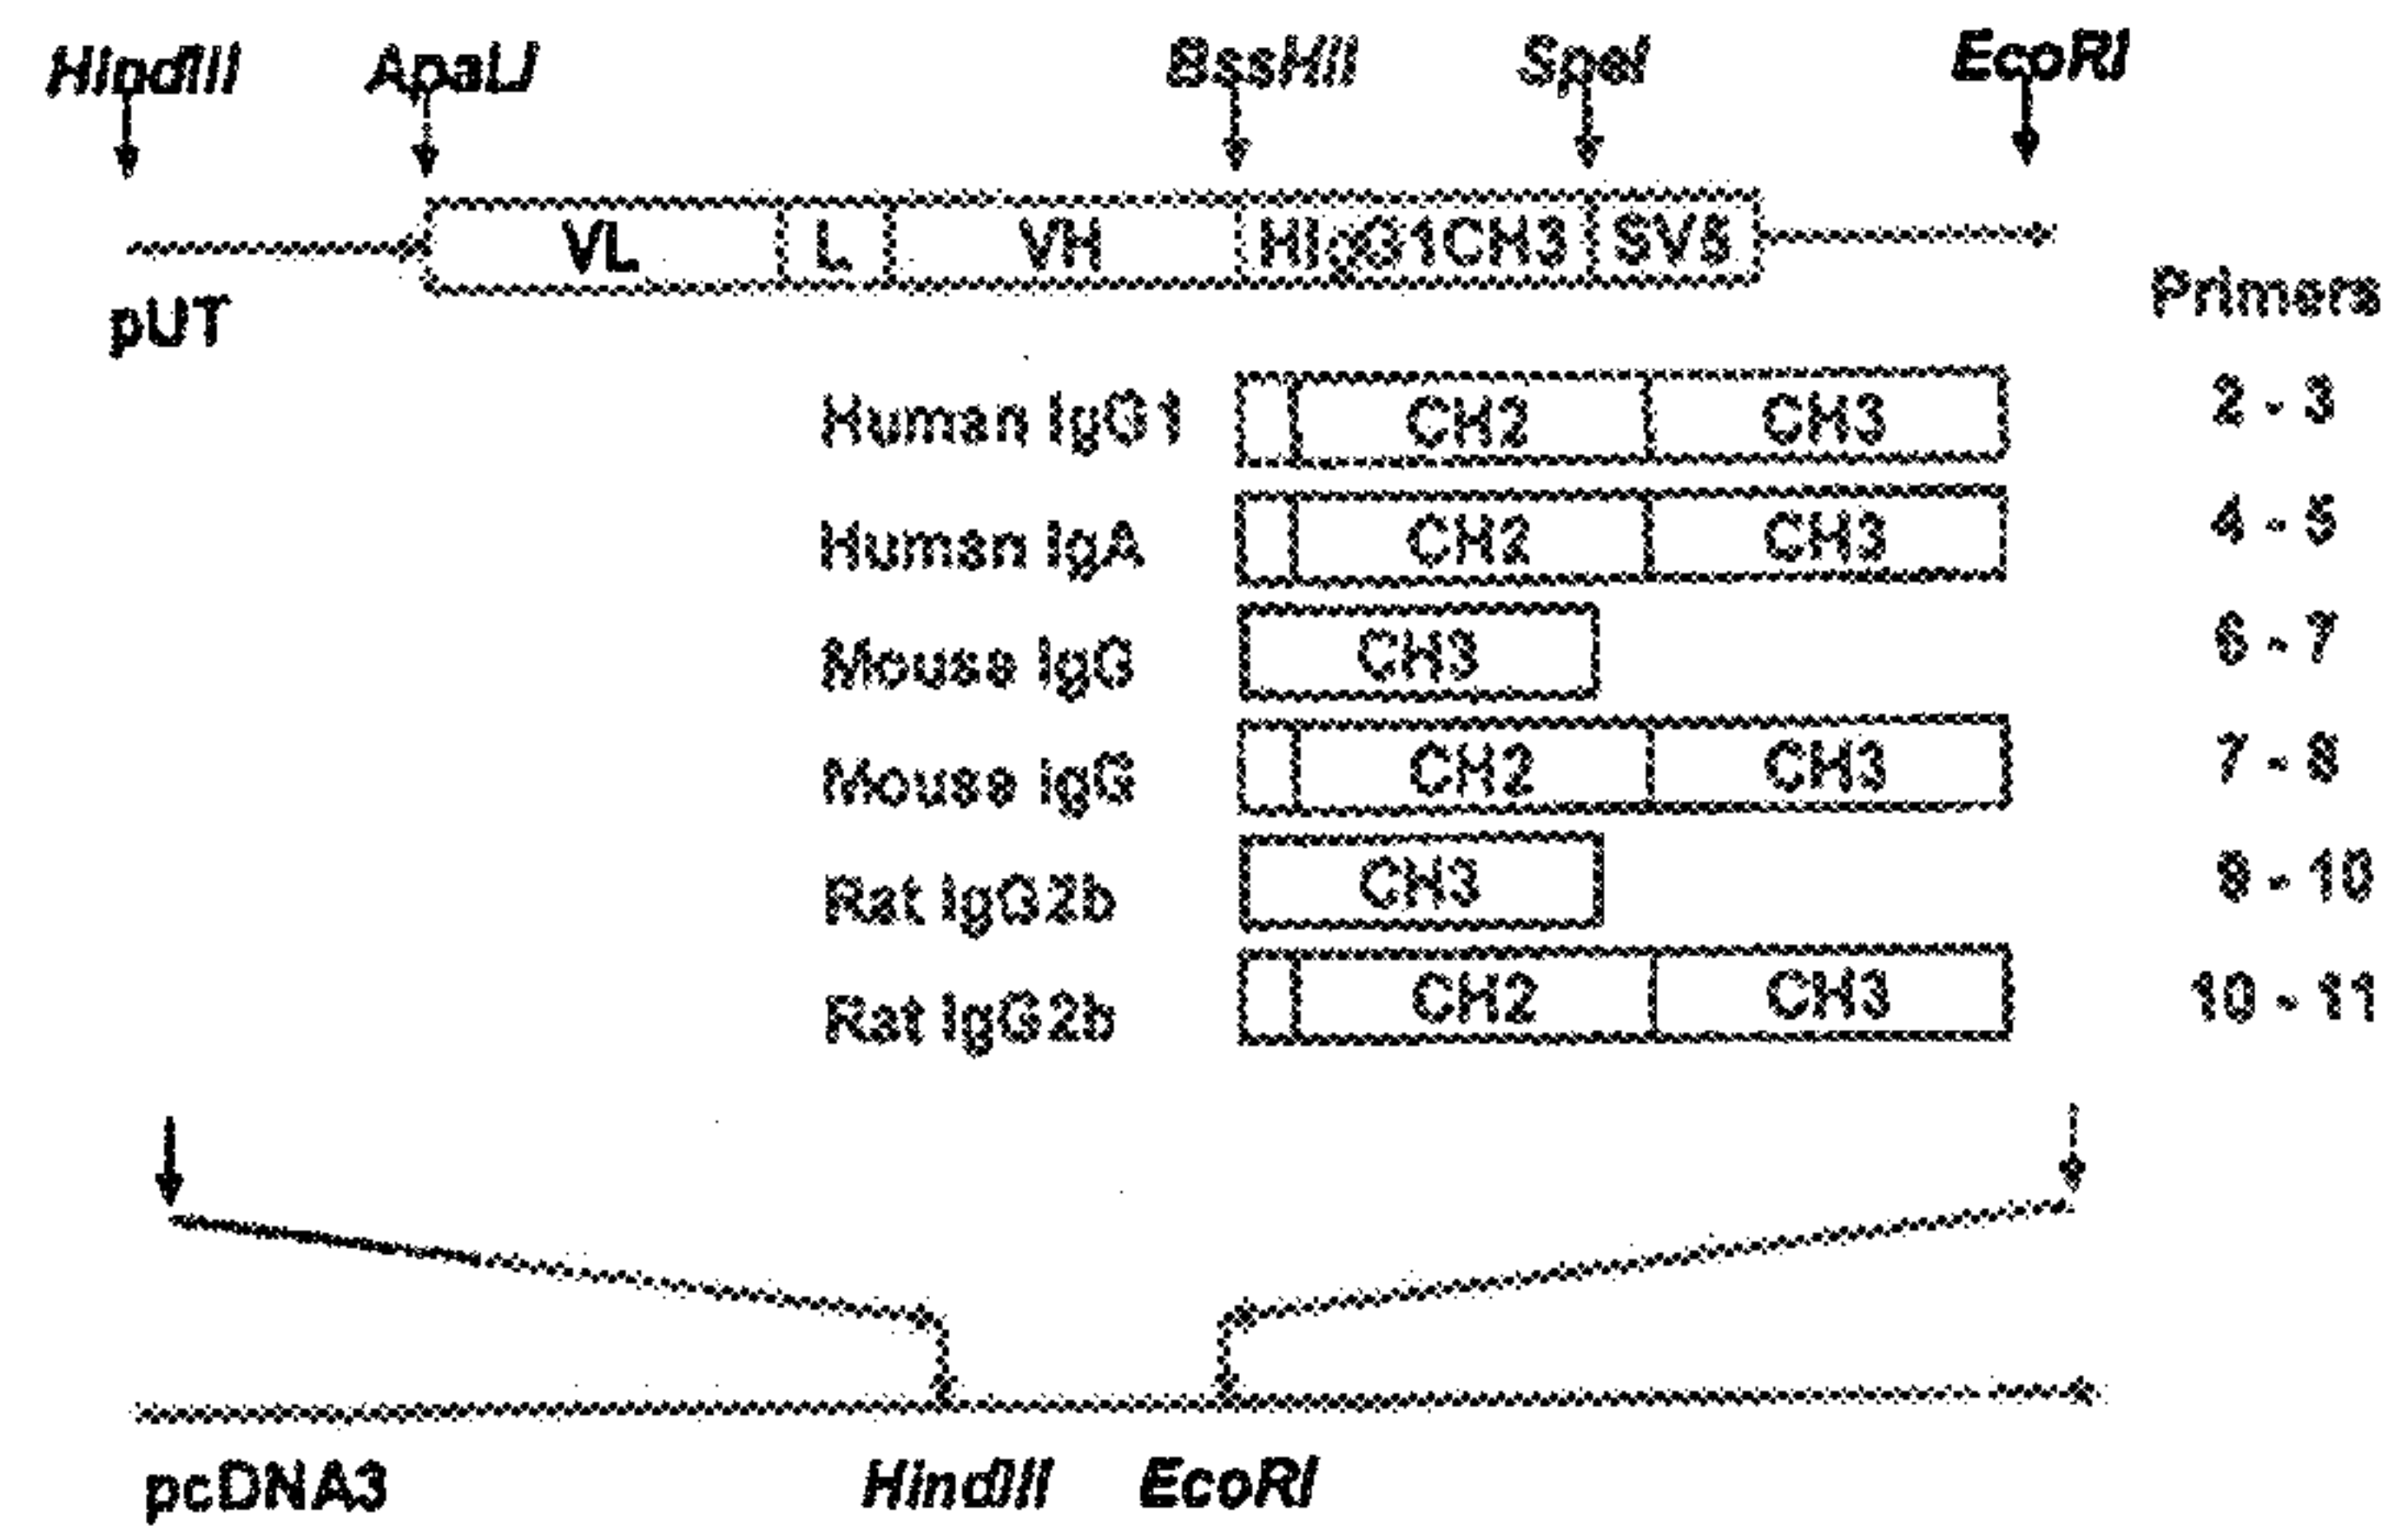 HindIII ApaLI BssHII SpeI EcoRI
VL L VH HIgG1CH3 SV5
pUT
Primers
Human IgG1 CH2 CH3 2 - 3
Human IgA CH2 CH3 4 - 5
Mouse IgG CH3 6 - 7
Mouse IgG CH2 CH3 7 - 8
Rat IgG2b CH3 9 - 10
Rat IgG2b CH2 CH3 10 - 11
pcDNA3 HindIII EcoRI